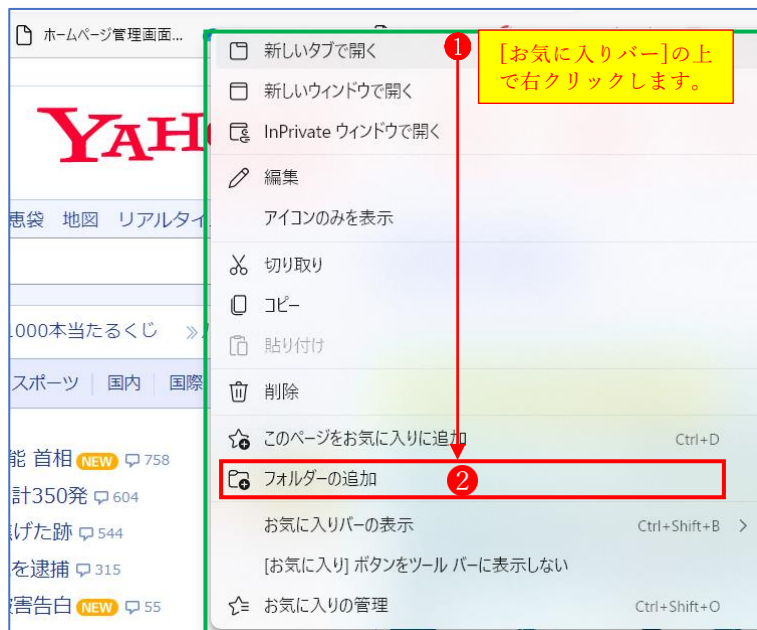 ホームページ管理画面...
新しいタブで開く
1
[お気に入りバー]の上
で右クリックします。
新しいウィンドウで開く
InPrivate ウィンドウで開く
YAH
編集
恵袋 地図 リアルタイ
アイコンのみを表示
切り取り
コピー
1000本当たるくじ ≫
貼り付け
スポーツ 国内 国際
削除
このページをお気に入りに追加 Ctrl+D
能 首相 NEW 758
フォルダーの追加 2
計350発 604
お気に入りバーの表示 Ctrl+Shift+B
げた跡 544
[お気に入り] ボタンをツール バーに表示しない
を逮捕 315
害告白 NEW 55
お気に入りの管理 Ctrl+Shift+O